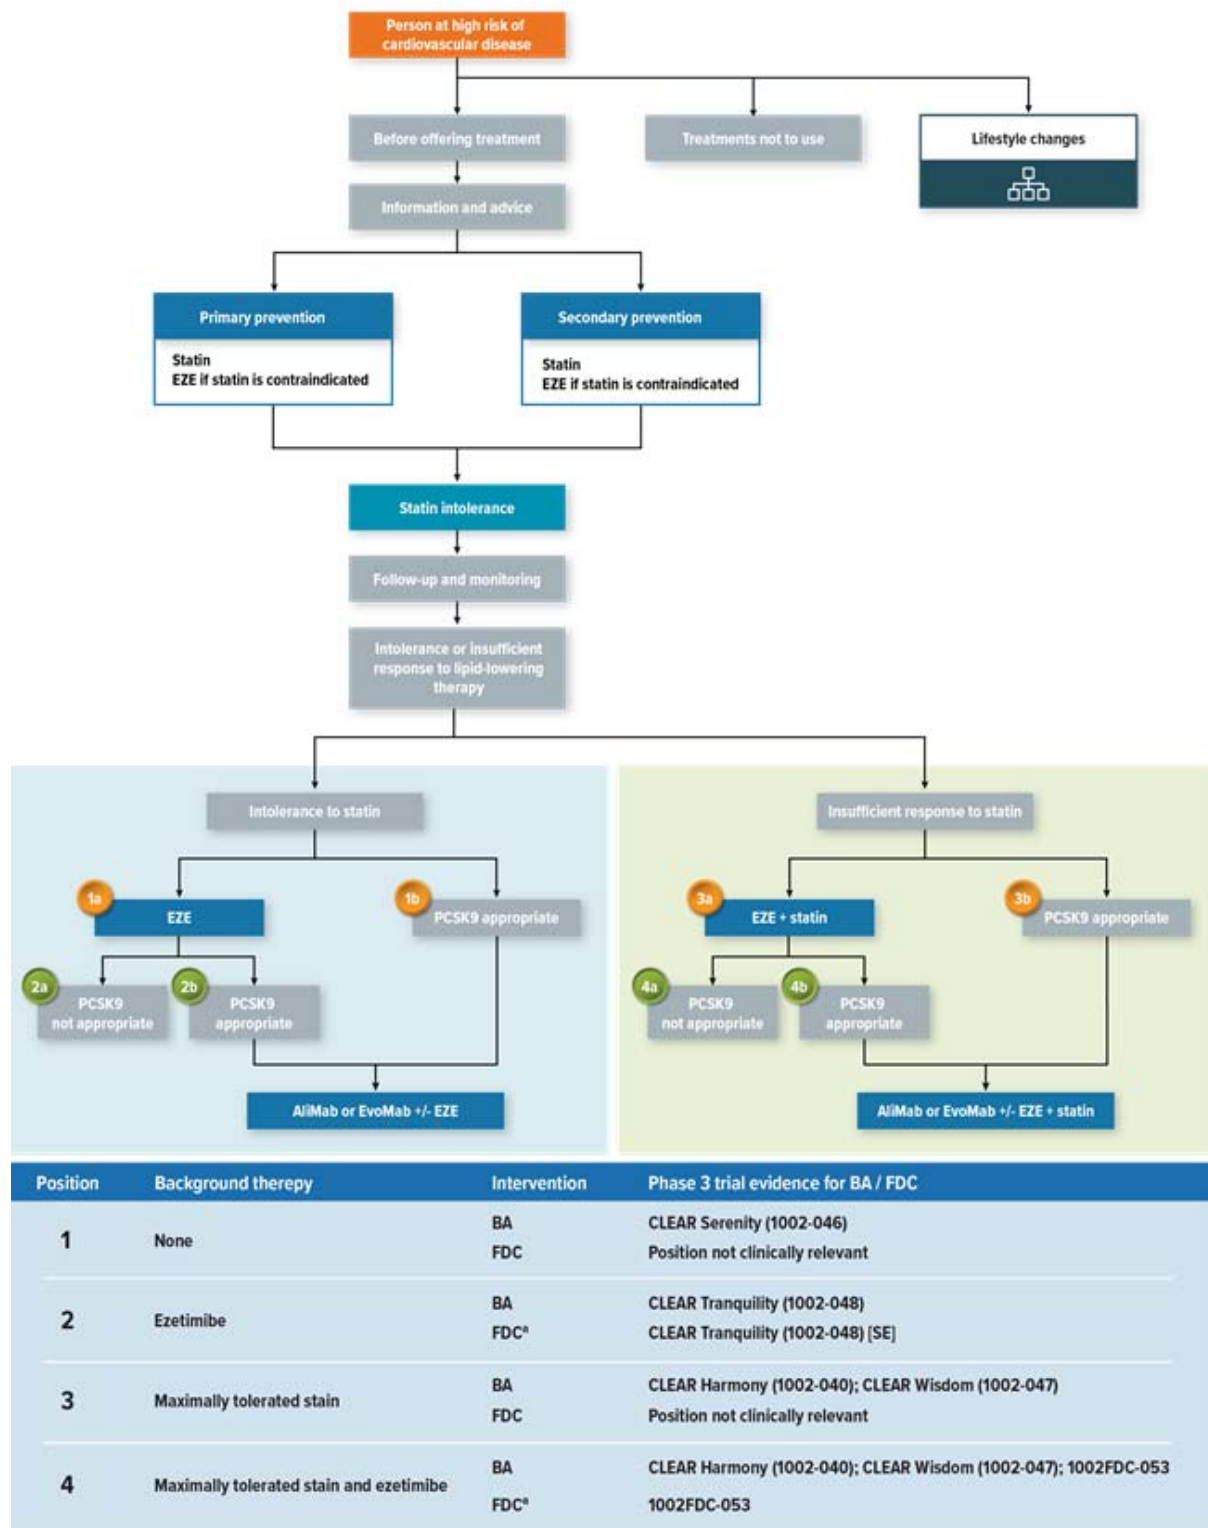 Person at high risk of
cardiovascular disease
Before offering treatment
Treatments not to use
Lifestyle changes
Information and advice
Primary prevention
Statin
EZE if statin is contraindicated
Secondary prevention
Statin
EZE if statin is contraindicated
Statin intolerance
Follow-up and monitoring
Intolerance or insufficient
response to lipid-lowering
therapy
Intolerance to statin
1a
EZE
1b
PCSK9 appropriate
2a
PCSK9
not appropriate
2b
PCSK9
appropriate
AliMab or EvoMab +/- EZE
Insufficient response to statin
3a
EZE + statin
3b
PCSK9 appropriate
4a
PCSK9
not appropriate
4b
PCSK9
appropriate
AliMab or EvoMab +/- EZE + statin
Position Background therepy Intervention Phase 3 trial evidence for BA / FDC
1 None
BA CLEAR Serenity (1002-046)
FDC Position not clinically relevant
2 Ezetimibe
BA CLEAR Tranquility (1002-048)
FDCª CLEAR Tranquility (1002-048) [SE]
3 Maximally tolerated stain
BA CLEAR Harmony (1002-040); CLEAR Wisdom (1002-047)
FDC Position not clinically relevant
4 Maximally tolerated stain and ezetimibe
BA CLEAR Harmony (1002-040); CLEAR Wisdom (1002-047); 1002FDC-053
FDCª 1002FDC-053